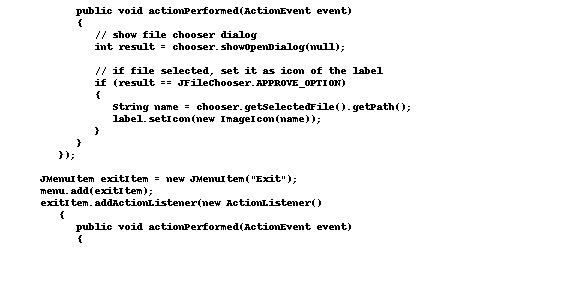 public void actionPerformed(ActionEvent event)
{
// show file chooser dialog
int result = chooser.showOpenDialog(null);
// if file selected, set it as icon of the label
if (result == JFileChooser.APPROVE_OPTION)
{
String name = chooser.getSelectedFile().getPath();
label.setIcon(new ImageIcon(name));
}
}
});
JMenuItem exitItem = new JMenuItem("Exit");
menu.add(exitItem);
exitItem.addActionListener(new ActionListener()
{
public void actionPerformed(ActionEvent event)
{